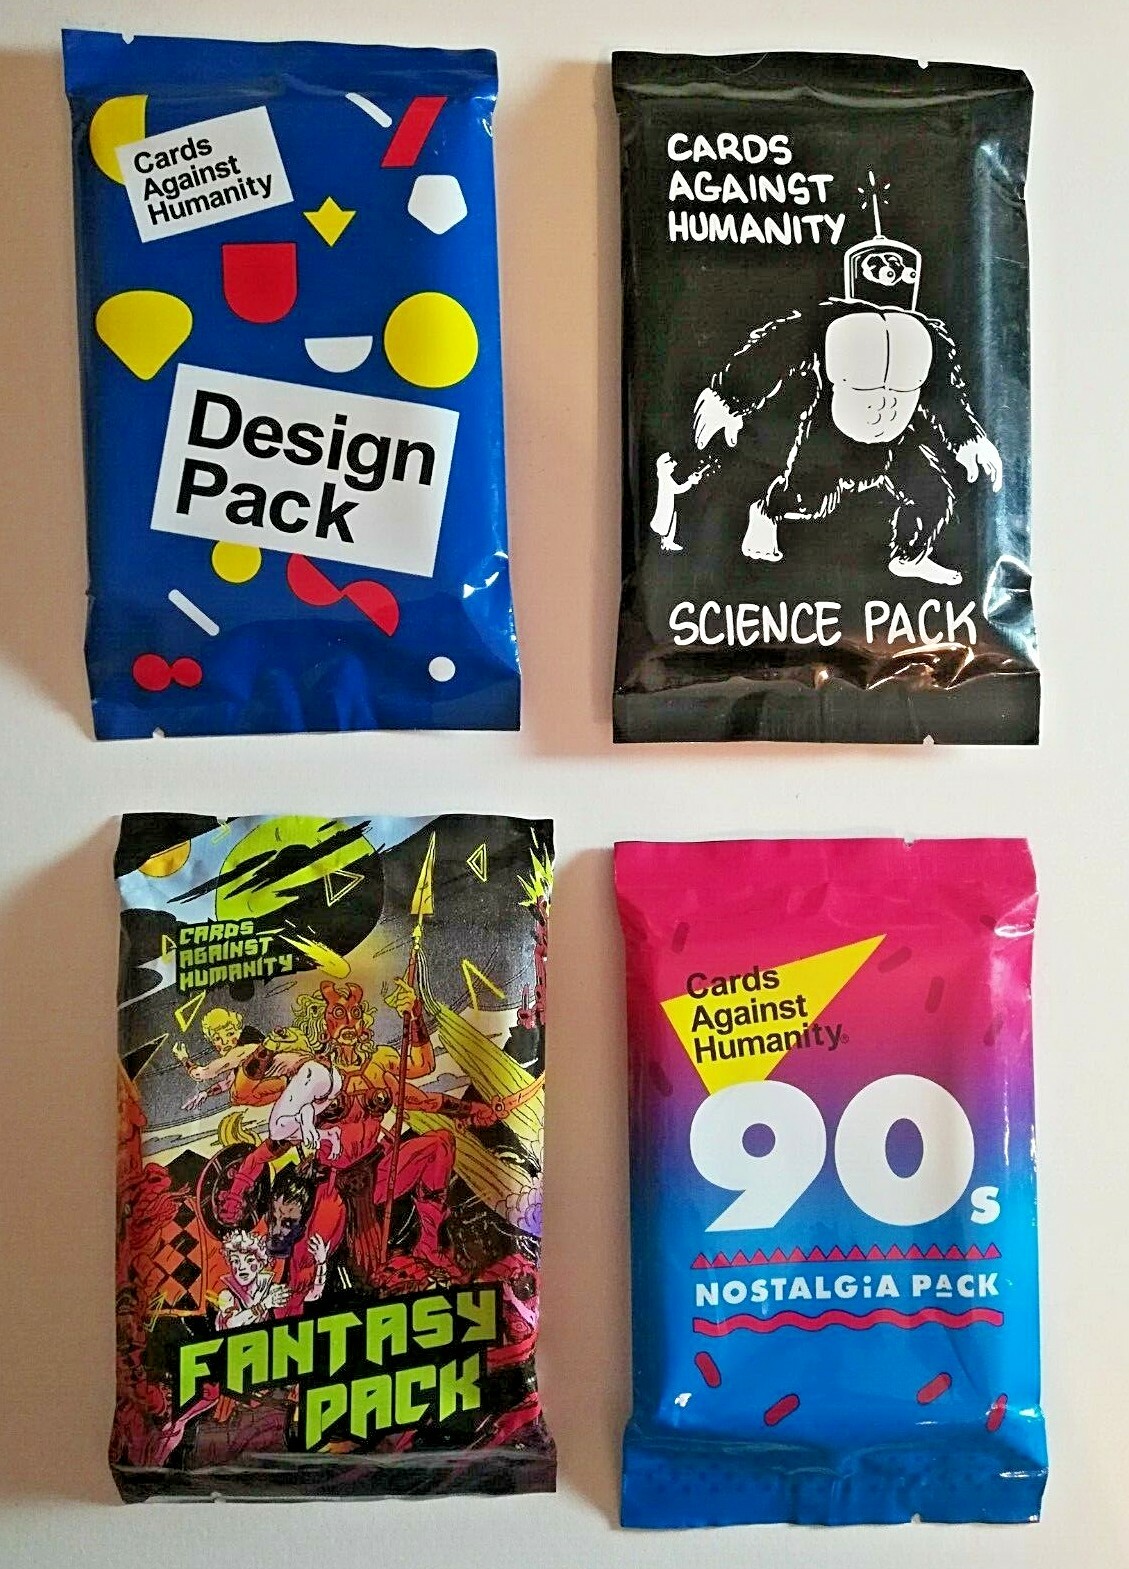 Cards
Against
Humanity
Design
Pack
CARDS
AGAINST
HUMANITY
SCIENCE PACK
CARDS
AGAINST
HUMANITY
FANTASY
PACK
Cards
Against
Humanity®
90s
NOSTALGiA PACK